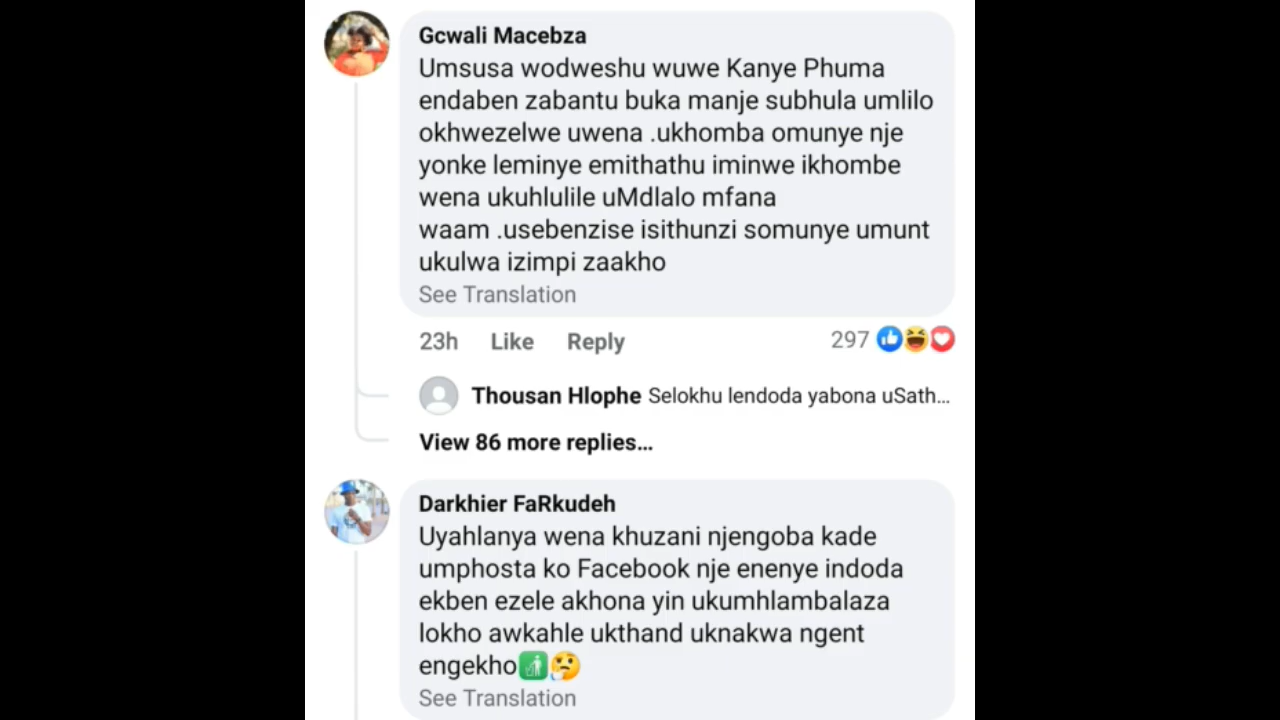 Gcwali Macebza
Umsusa wodweshu wuwe Kanye Phuma
endaben zabantu buka manje subhula umlilo
okhwezelwe uwena .ukhomba omunye nje
yonke leminye emithathu iminwe ikhombe
wena ukuhlulile uMdlalo mfana
waam .usebenzise isithunzi somunye umunt
ukulwa izimpi zaakho
See Translation
23h Like Reply 297
Thousan Hlophe Selokhu lendoda yabona uSath...
View 86 more replies...
Darkhier FaRkudeh
Uyahlanya wena khuzani njengoba kade
umphosta ko Facebook nje enenye indoda
ekben ezele akhona yin ukumhlambalaza
lokho awkahle ukthand uknakwa ngent
engekho🚮🤔
See Translation